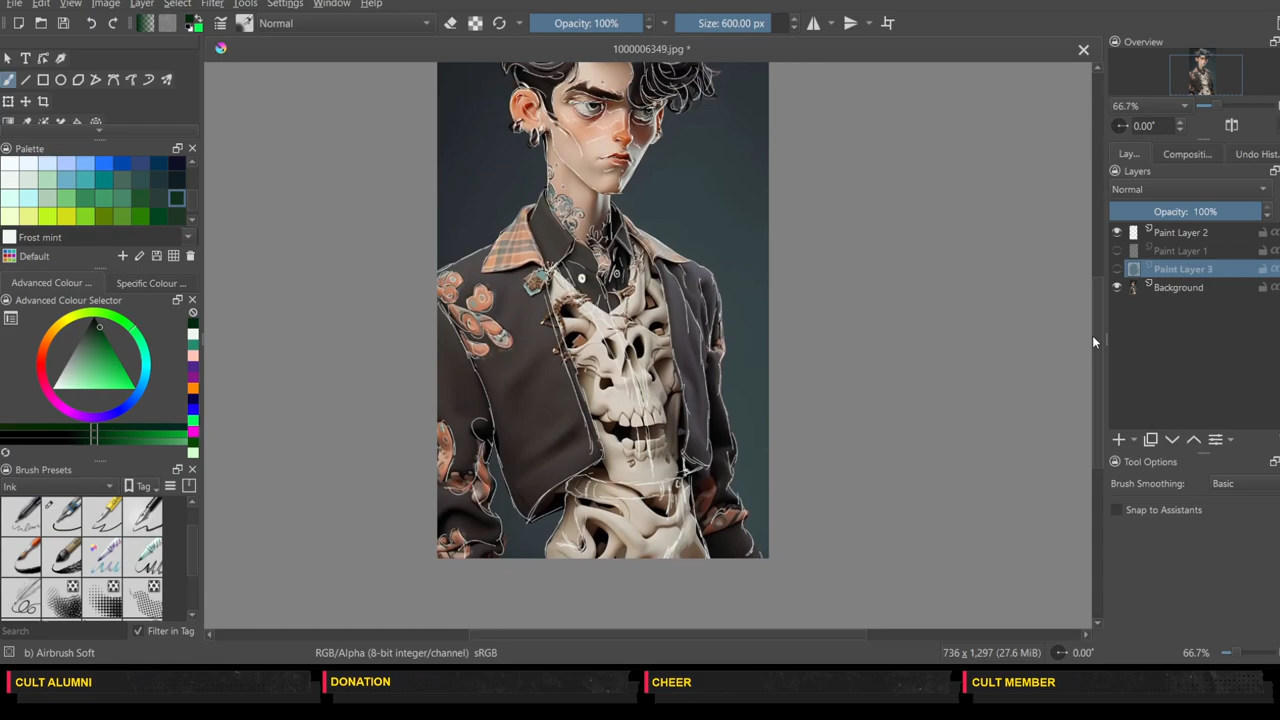 File Edit View Image Layer Select Filter Tools Settings Window Help
Normal Opacity: 100% Size: 600.00 px
1000006349.jpg *
Overview
66.7%
0.00°
Palette
Frost mint
Default
Advanced Colour ... Specific Colour ...
Advanced Colour Selector
Brush Presets
Ink Tag
Search Filter in Tag
Lay... Compositi... Undo Hist.
Layers
Normal
Opacity: 100%
Paint Layer 2
Paint Layer 1
Paint Layer 3
Background
Tool Options
Brush Smoothing: Basic
Snap to Assistants
b) Airbrush Soft RGB/Alpha (8-bit integer/channel) sRGB 736 x 1,297 (27.6 MiB) 0.00° 66.7%
CULT ALUMNI DONATION CHEER CULT MEMBER